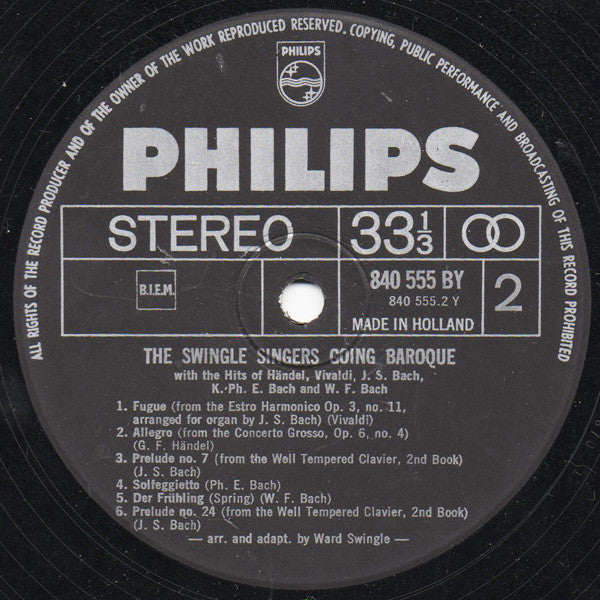 ALL RIGHTS OF THE RECORD PRODUCER AND OF THE OWNER OF THE WORK REPRODUCED RESERVED. COPYING, PUBLIC PERFORMANCE AND BROADCASTING OF THIS RECORD PROHIBITED
PHILIPS
PHILIPS
STEREO 33⅓
B.I.E.M. 840 555 BY 2
840 555.2 Y
MADE IN HOLLAND
THE SWINGLE SINGERS GOING BAROQUE
with the Hits of Händel, Vivaldi, J. S. Bach,
K. Ph. E. Bach and W. F. Bach
1. Fugue (from the Estro Harmonico Op. 3, no. 11,
arranged for organ by J. S. Bach) (Vivaldi)
2. Allegro (from the Concerto Grosso, Op. 6, no. 4)
(G. F. Händel)
3. Prelude no. 7 (from the Well Tempered Clavier, 2nd Book)
(J. S. Bach)
4. Solfeggietto (Ph. E. Bach)
5. Der Frühling (Spring) (W. F. Bach)
6. Prelude no. 24 (from the Well Tempered Clavier, 2nd Book)
(J. S. Bach)
— arr. and adapt. by Ward Swingle —